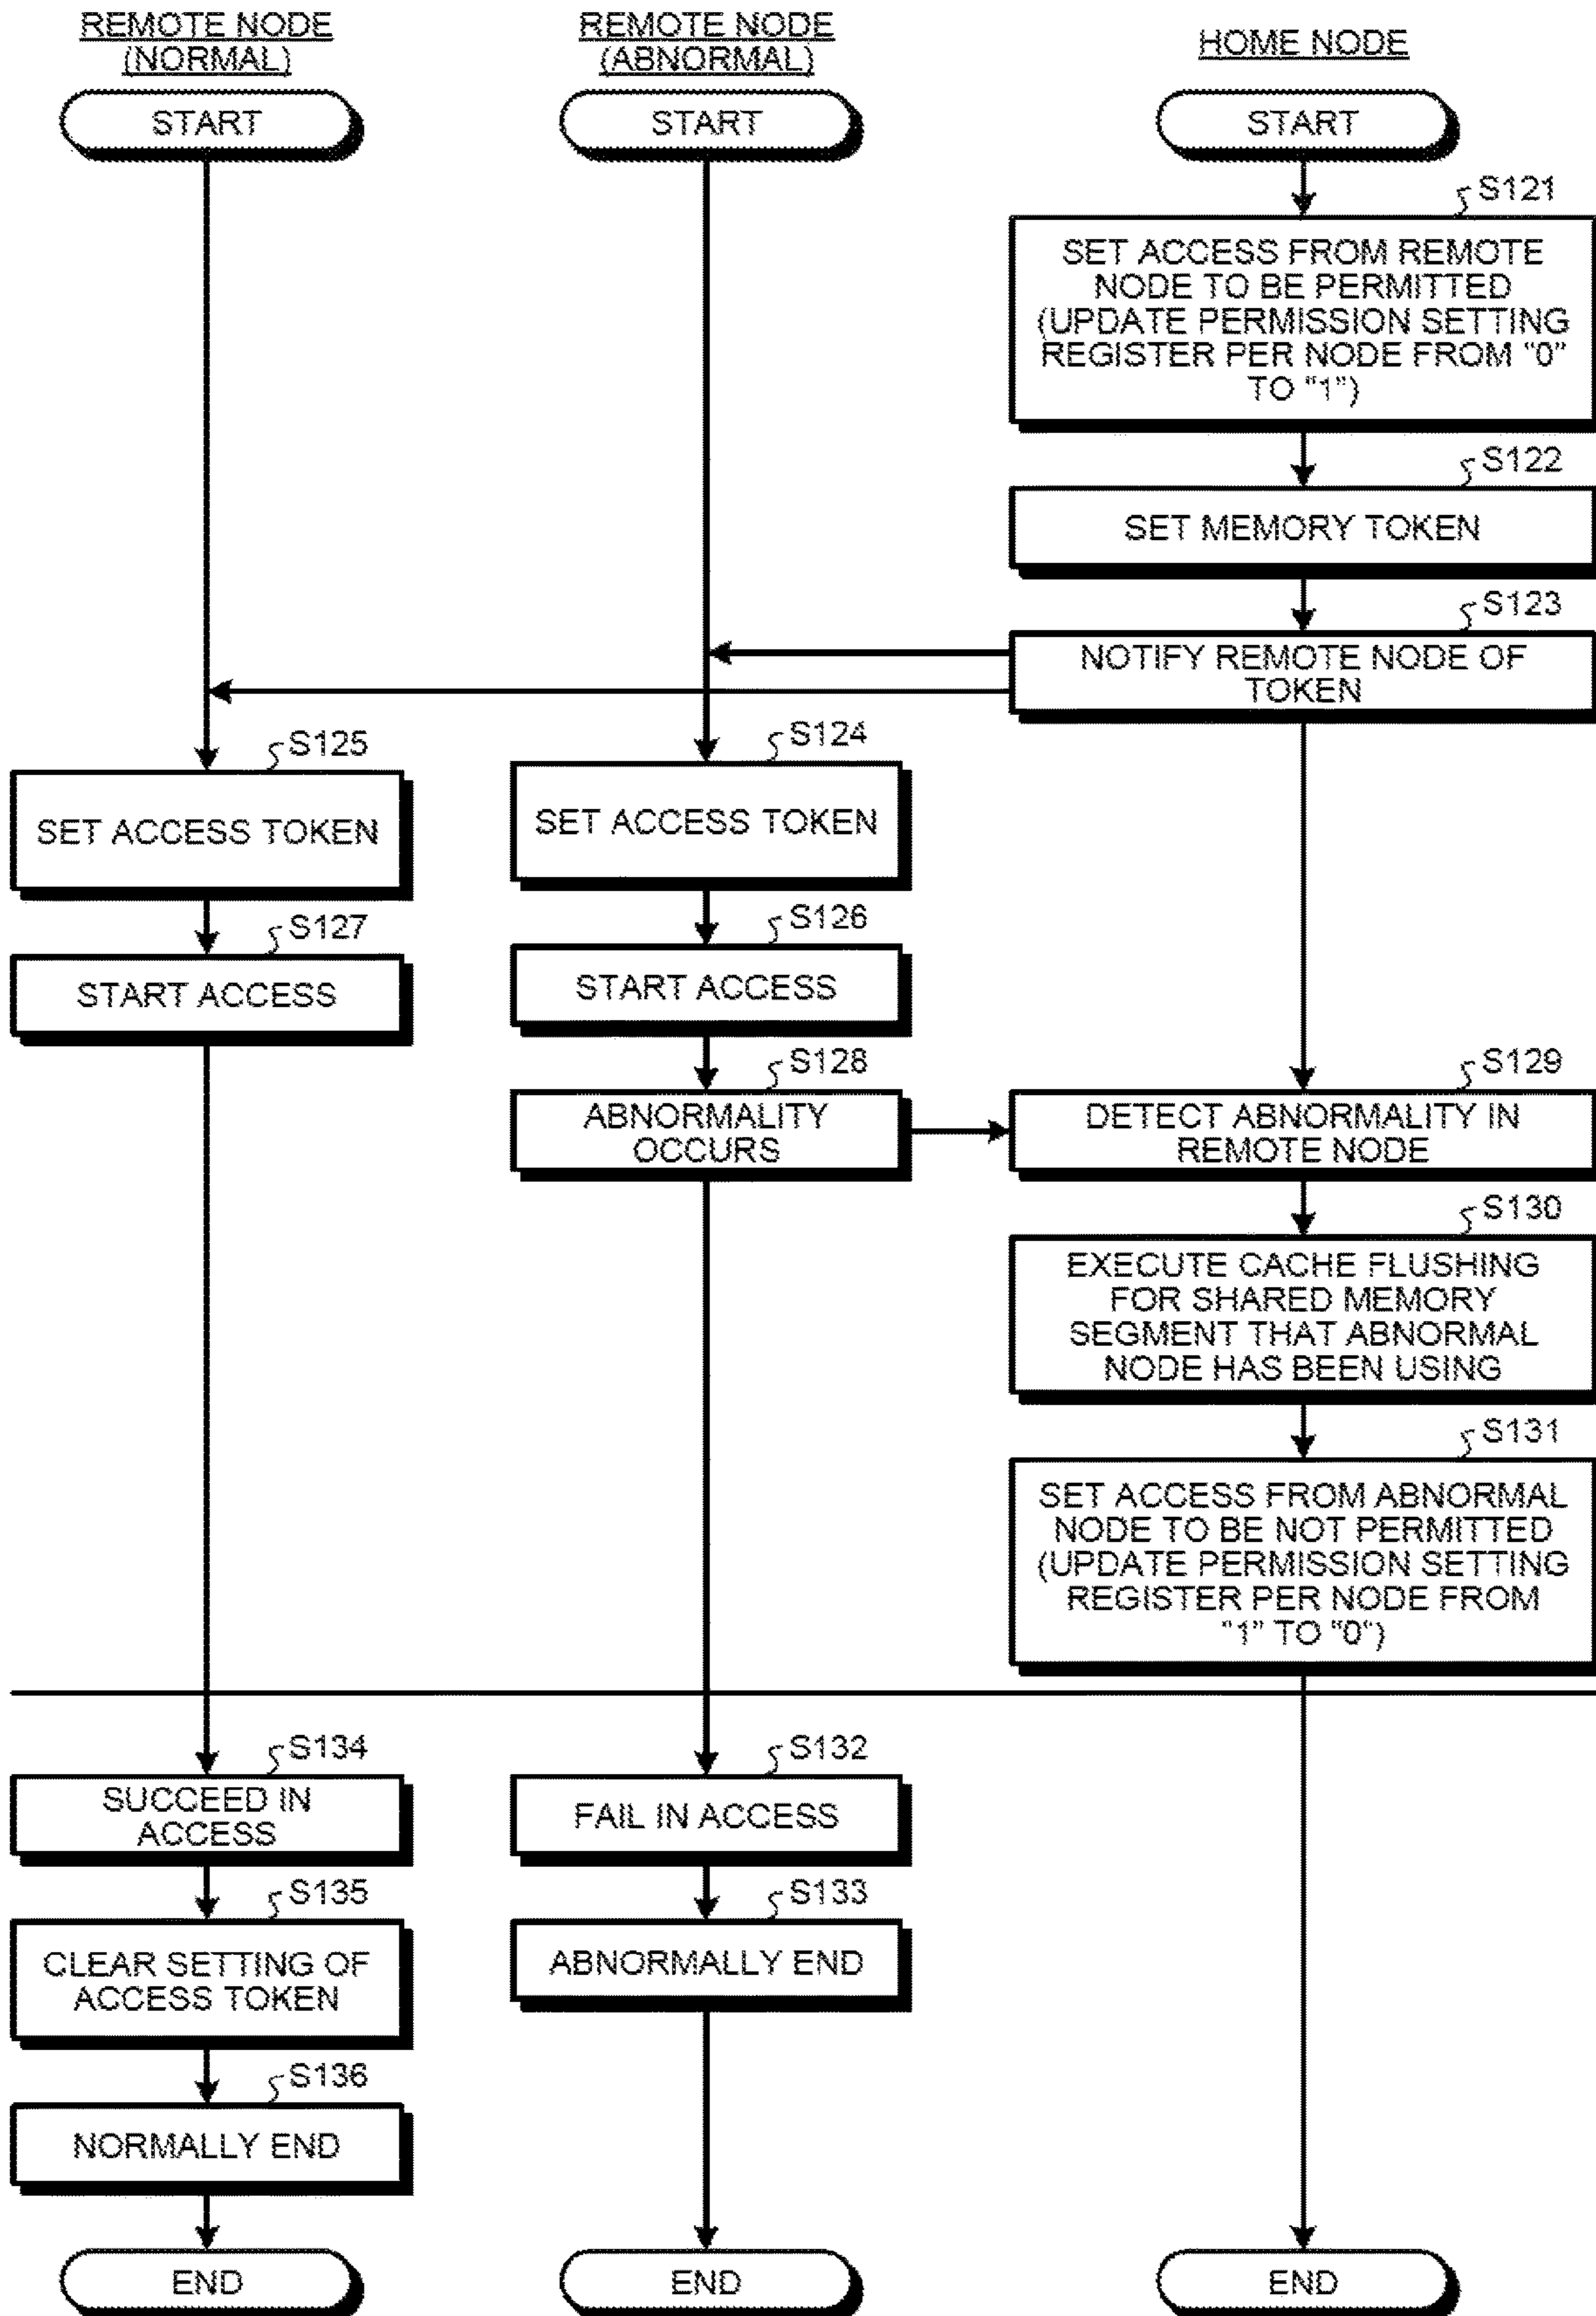 REMOTE NODE
(NORMAL)
REMOTE NODE
(ABNORMAL)
HOME NODE
START
START
START
S121
SET ACCESS FROM REMOTE
NODE TO BE PERMITTED
(UPDATE PERMISSION SETTING
REGISTER PER NODE FROM "0"
TO "1")
S122
SET MEMORY TOKEN
S123
NOTIFY REMOTE NODE OF
TOKEN
S125
SET ACCESS TOKEN
S124
SET ACCESS TOKEN
S127
START ACCESS
S126
START ACCESS
S128
ABNORMALITY
OCCURS
S129
DETECT ABNORMALITY IN
REMOTE NODE
S130
EXECUTE CACHE FLUSHING
FOR SHARED MEMORY
SEGMENT THAT ABNORMAL
NODE HAS BEEN USING
S131
SET ACCESS FROM ABNORMAL
NODE TO BE NOT PERMITTED
(UPDATE PERMISSION SETTING
REGISTER PER NODE FROM
"1" TO "0")
S134
SUCCEED IN
ACCESS
S132
FAIL IN ACCESS
S135
CLEAR SETTING OF
ACCESS TOKEN
S133
ABNORMALLY END
S136
NORMALLY END
END
END
END